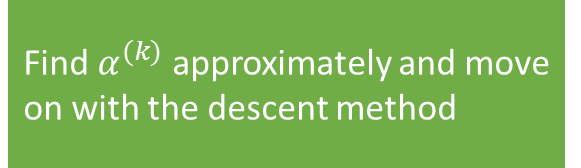 Find α^(k) approximately and move
on with the descent method